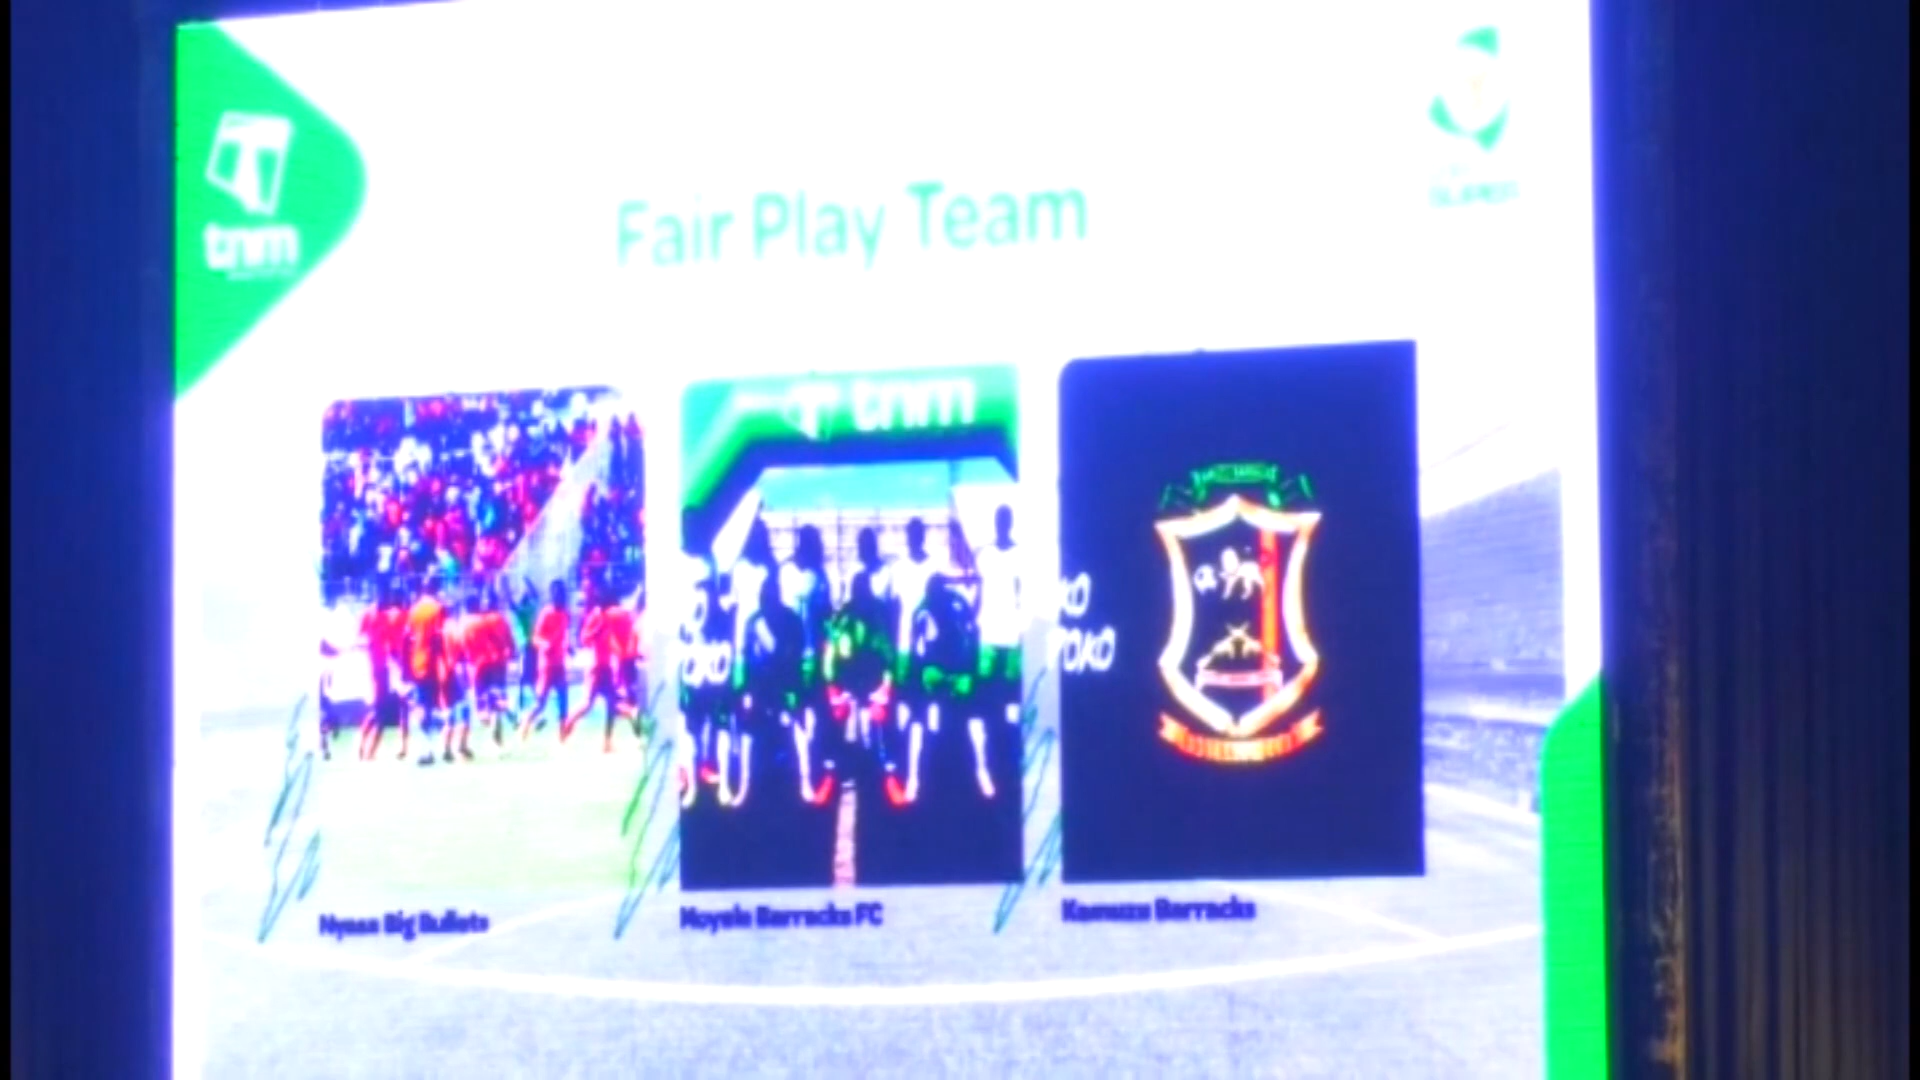 tnm
Fair Play Team
tnm
Nyasa Big Bullets
Moyale Barracks FC
Kamuzu Barracks